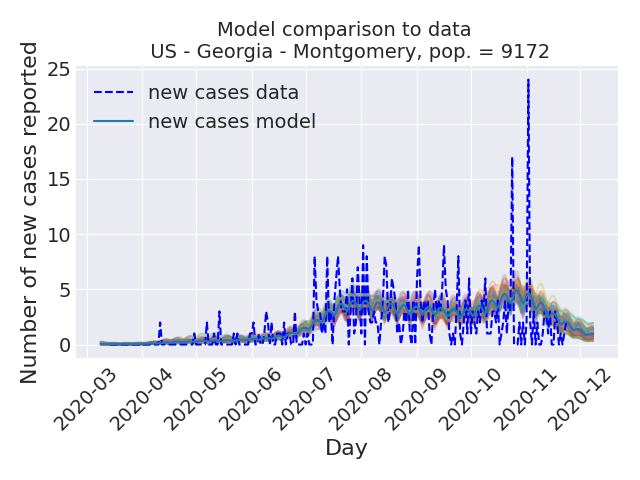 Model comparison to data
US - Georgia - Montgomery, pop. = 9172
Number of new cases reported
25
20
15
10
5
0
new cases data
new cases model
2020-03
2020-04
2020-05
2020-06
2020-07
2020-08
2020-09
2020-10
2020-11
2020-12
Day